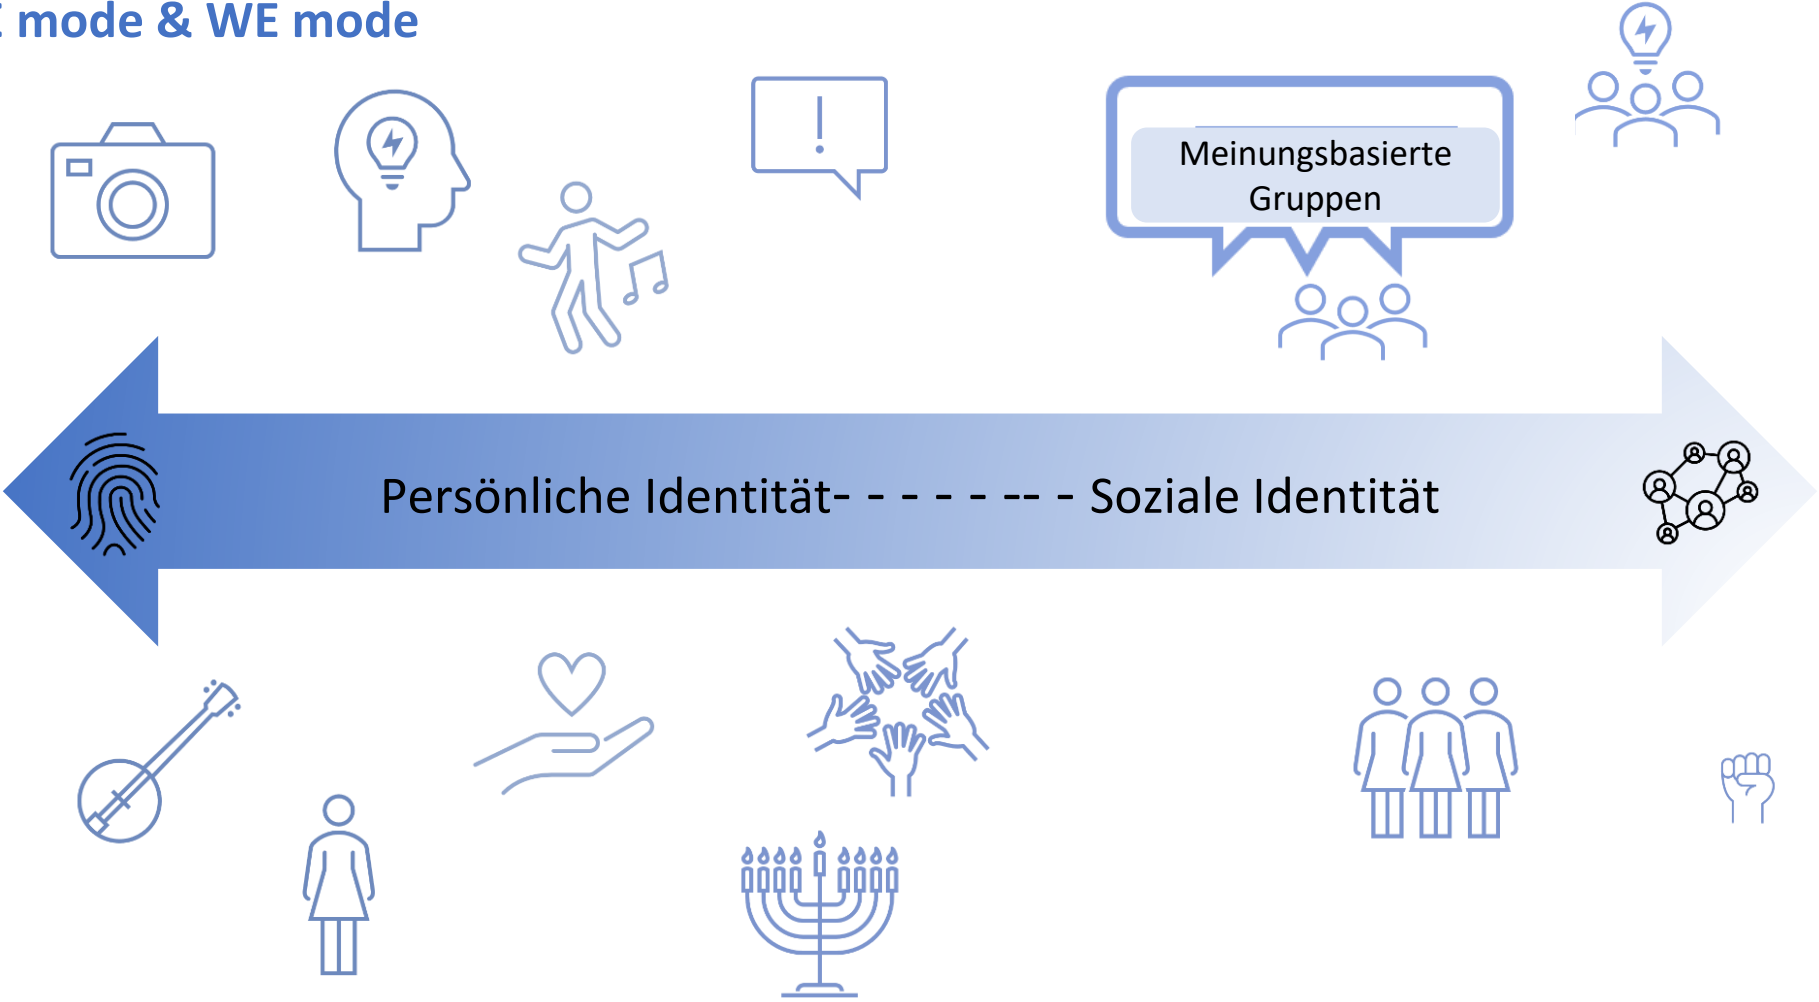 mode & WE mode
Meinungsbasierte
Gruppen
Persönliche Identität- - - - - -- - Soziale Identität